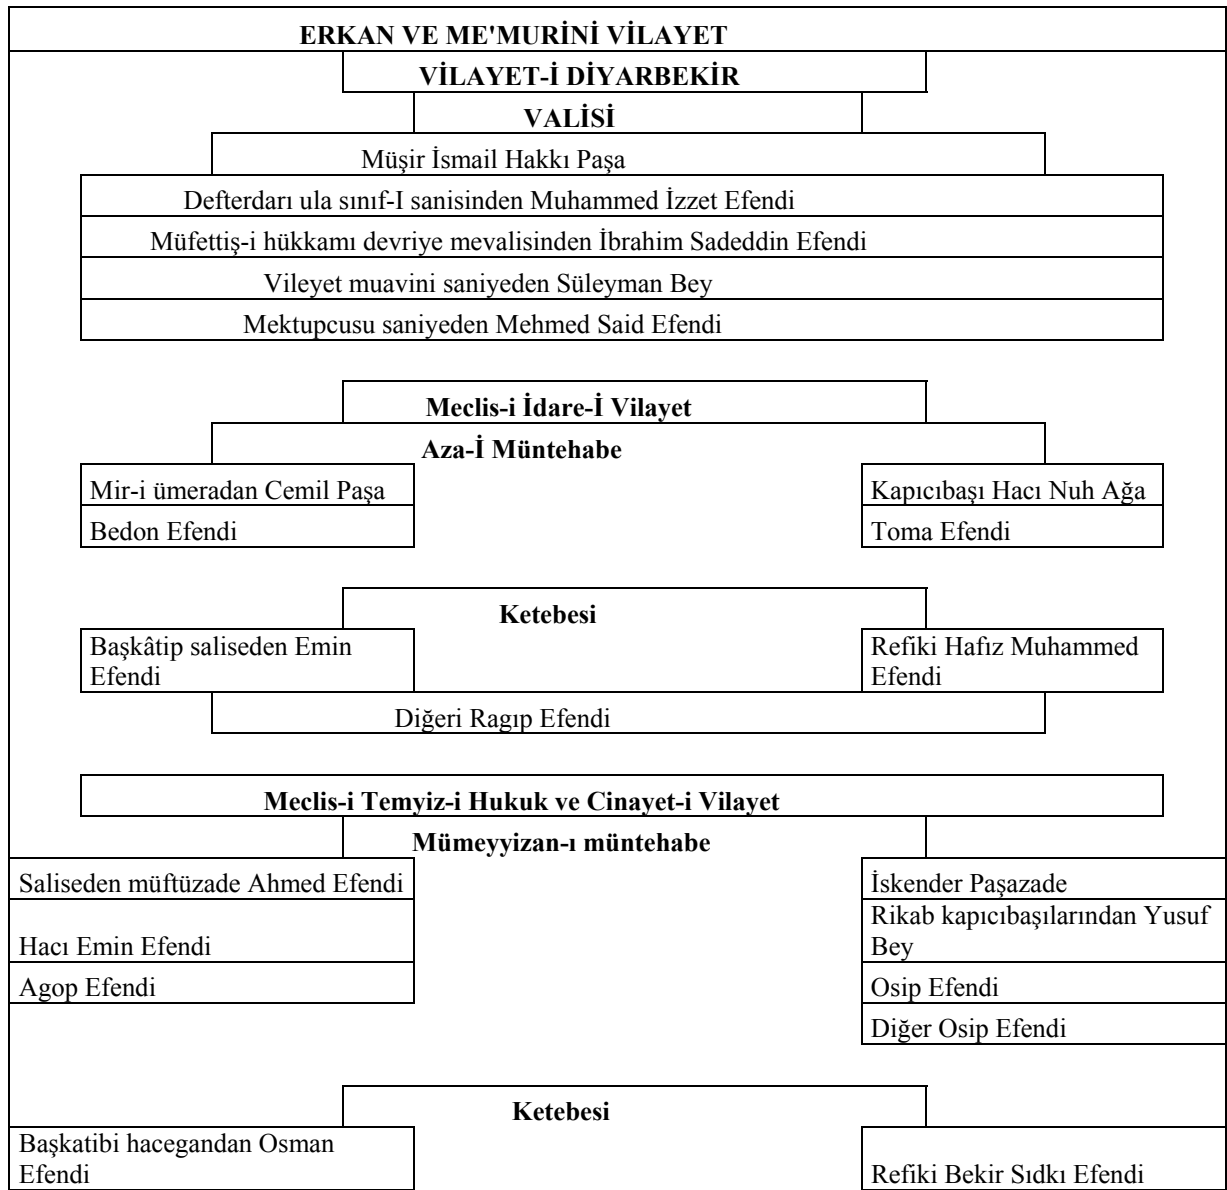 ERKAN VE ME'MURİNİ VİLAYET
VİLAYET-İ DİYARBEKİR
VALİSİ
Müşir İsmail Hakkı Paşa
Defterdarı ula sınıf-I sanisinden Muhammed İzzet Efendi
Müfettiş-i hükkamı devriye mevalisinden İbrahim Sadeddin Efendi
Vileyet muavini saniyeden Süleyman Bey
Mektupcusu saniyeden Mehmed Said Efendi
Meclis-i İdare-İ Vilayet
Aza-İ Müntehabe
Mir-i ümeradan Cemil Paşa
Kapıcıbaşı Hacı Nuh Ağa
Bedon Efendi
Toma Efendi
Ketebesi
Başkâtip saliseden Emin
Efendi
Refiki Hafız Muhammed
Efendi
Diğeri Ragıp Efendi
Meclis-i Temyiz-i Hukuk ve Cinayet-i Vilayet
Mümeyyizan-ı müntehabe
Saliseden müftüzade Ahmed Efendi
İskender Paşazade
Hacı Emin Efendi
Rikab kapıcıbaşılarından Yusuf
Bey
Agop Efendi
Osip Efendi
Diğer Osip Efendi
Ketebesi
Başkatibi hacegandan Osman
Efendi
Refiki Bekir Sıdkı Efendi